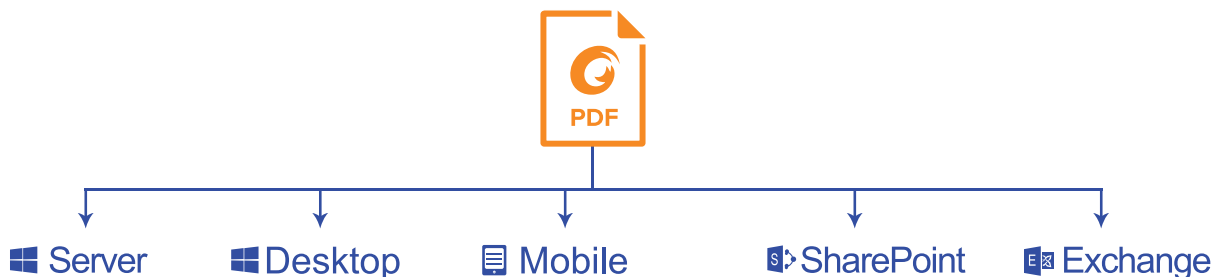 PDF
Server
Desktop
Mobile
S SharePoint
E Exchange